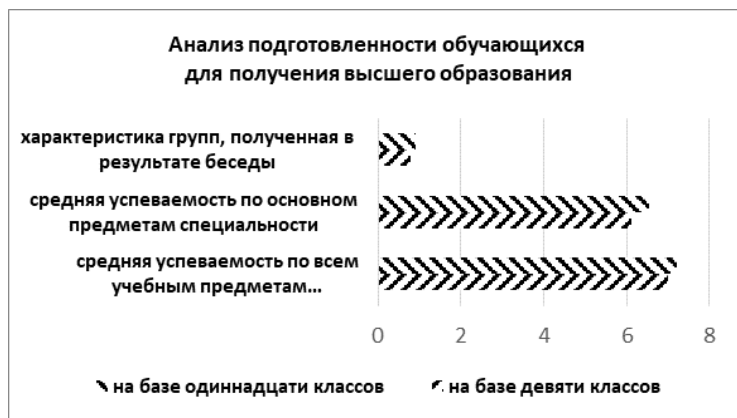 Анализ подготовленности обучающихся
для получения высшего образования
характеристика групп, полученная в
результате беседы
средняя успеваемость по основном
предметам специальности
средняя успеваемость по всем
учебным предметам...
0 2 4 6 8
на базе одиннадцати классов на базе девяти классов